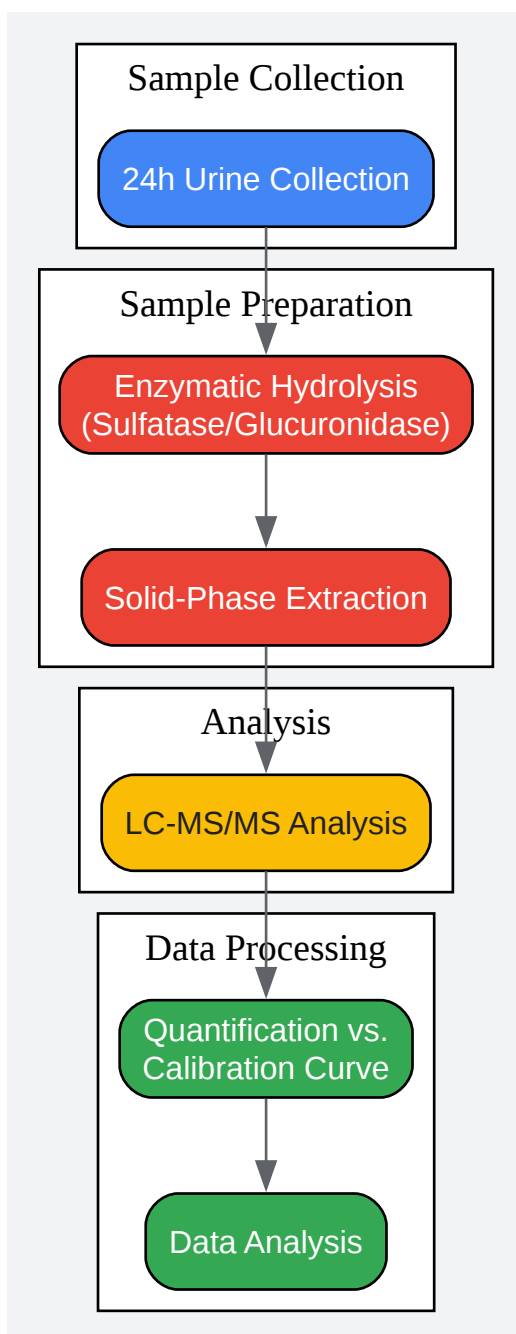 Sample Collection
24h Urine Collection
Sample Preparation
Enzymatic Hydrolysis
(Sulfatase/Glucuronidase)
Solid-Phase Extraction
Analysis
LC-MS/MS Analysis
Data Processing
Quantification vs.
Calibration Curve
Data Analysis